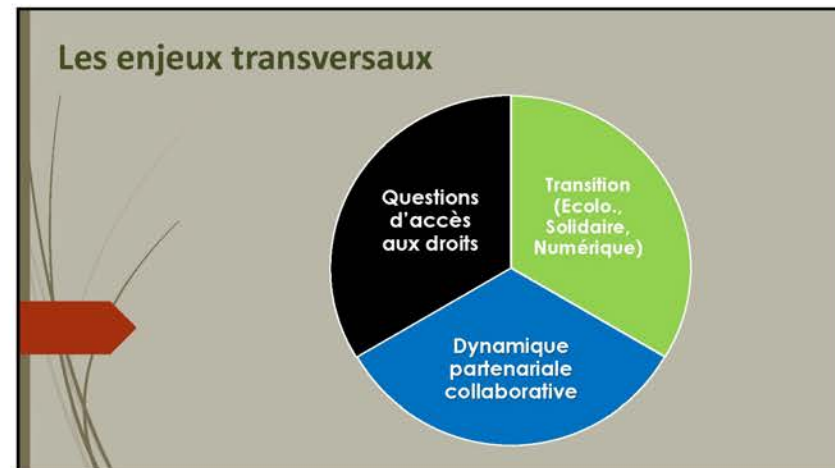 Les enjeux transversaux
Questions
d'accès
aux droits
Transition
(Ecolo.,
Solidaire,
Numérique)
Dynamique
partenariale
collaborative